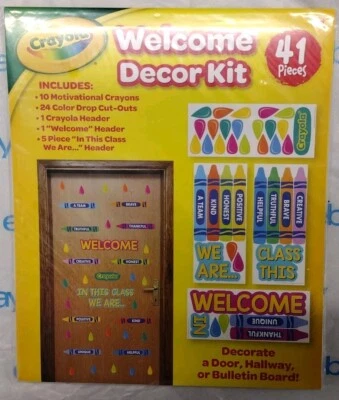 Crayola
Welcome
Decor Kit
41
Pieces
INCLUDES:
• 10 Motivational Crayons
• 24 Color Drop Cut-Outs
• 1 Crayola Header
• 1 "Welcome" Header
• 5 Piece "In This Class
We Are..." Header
A TEAM
BRAVE
TRUTHFUL
THANKFUL
WELCOME
CREATIVE
HONEST
Crayola
IN THIS CLASS
WE ARE...
POSITIVE
KIND
UNIQUE
HELPFUL
Crayola
A TEAM
KIND
HONEST
POSITIVE
WE
ARE...
HELPFUL
TRUTHFUL
BRAVE
CREATIVE
CLASS
THIS
WELCOME
IN
UNIQUE
THANKFUL
Decorate
a Door, Hallway,
or Bulletin Board!